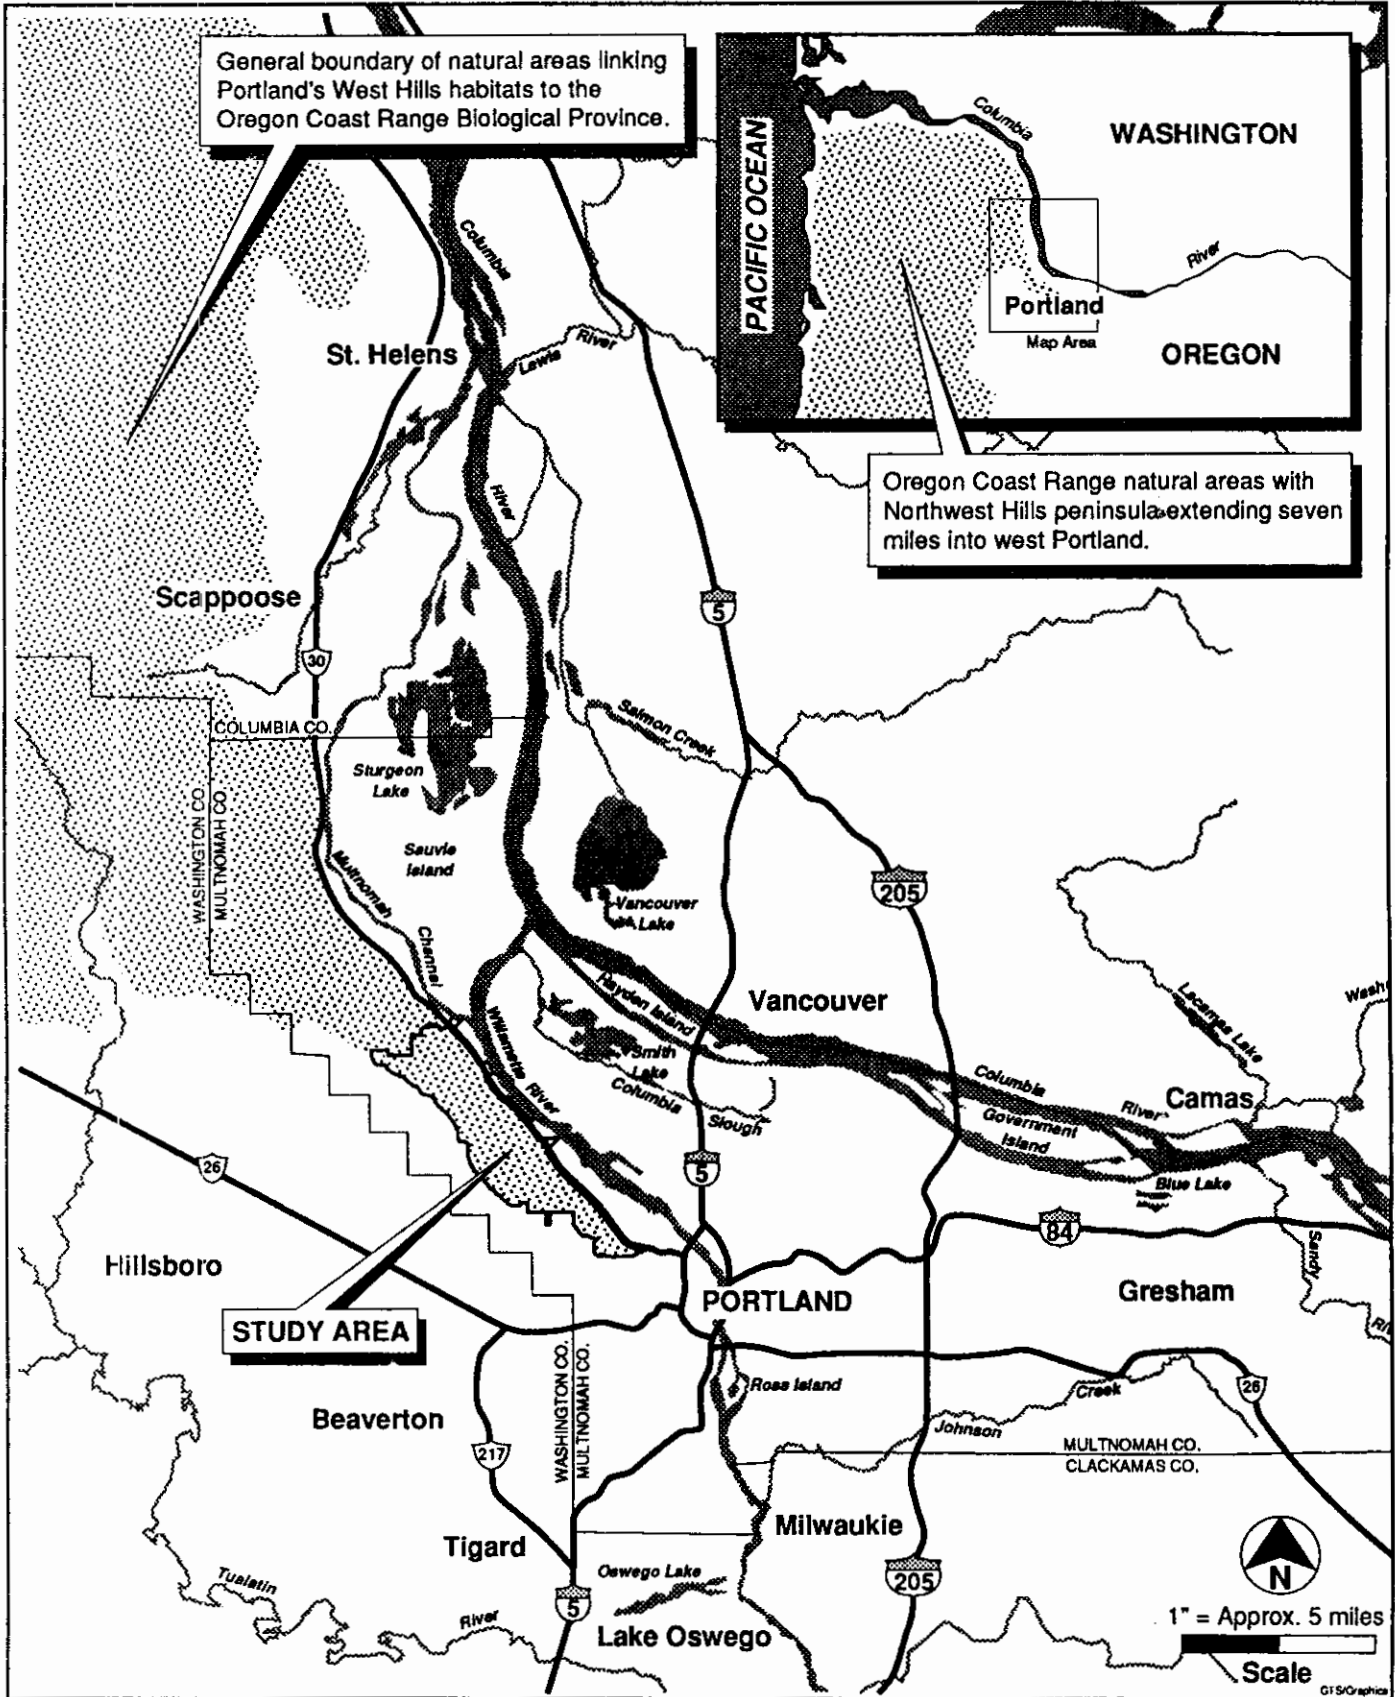 General boundary of natural areas linking
Portland's West Hills habitats to the
Oregon Coast Range Biological Province.
PACIFIC OCEAN
Columbia
WASHINGTON
River
Portland
Map Area
OREGON
Oregon Coast Range natural areas with
Northwest Hills peninsula extending seven
miles into west Portland.
Columbia
St. Helens
Lewis
River
River
Scappoose
5
30
COLUMBIA CO.
Salmon Creek
Sturgeon
Lake
WASHINGTON CO.
MULTNOMAH CO.
Sauvie
Island
Multnomah
Channel
Vancouver
Lake
205
Hayden Island
Vancouver
Lacamas Lake
Wash
Willamette River
Smith
Lake
Columbia
Slough
Columbia
River
Camas
Government
Island
Blue Lake
26
5
84
Sandy
Hillsboro
Gresham
PORTLAND
STUDY AREA
WASHINGTON CO.
MULTNOMAH CO.
Ross Island
Creek
26
Beaverton
Johnson
217
MULTNOMAH CO.
CLACKAMAS CO.
Milwaukie
Tigard
Oswego Lake
205
N
Tualatin
River
5
Lake Oswego
1" = Approx. 5 miles
Scale